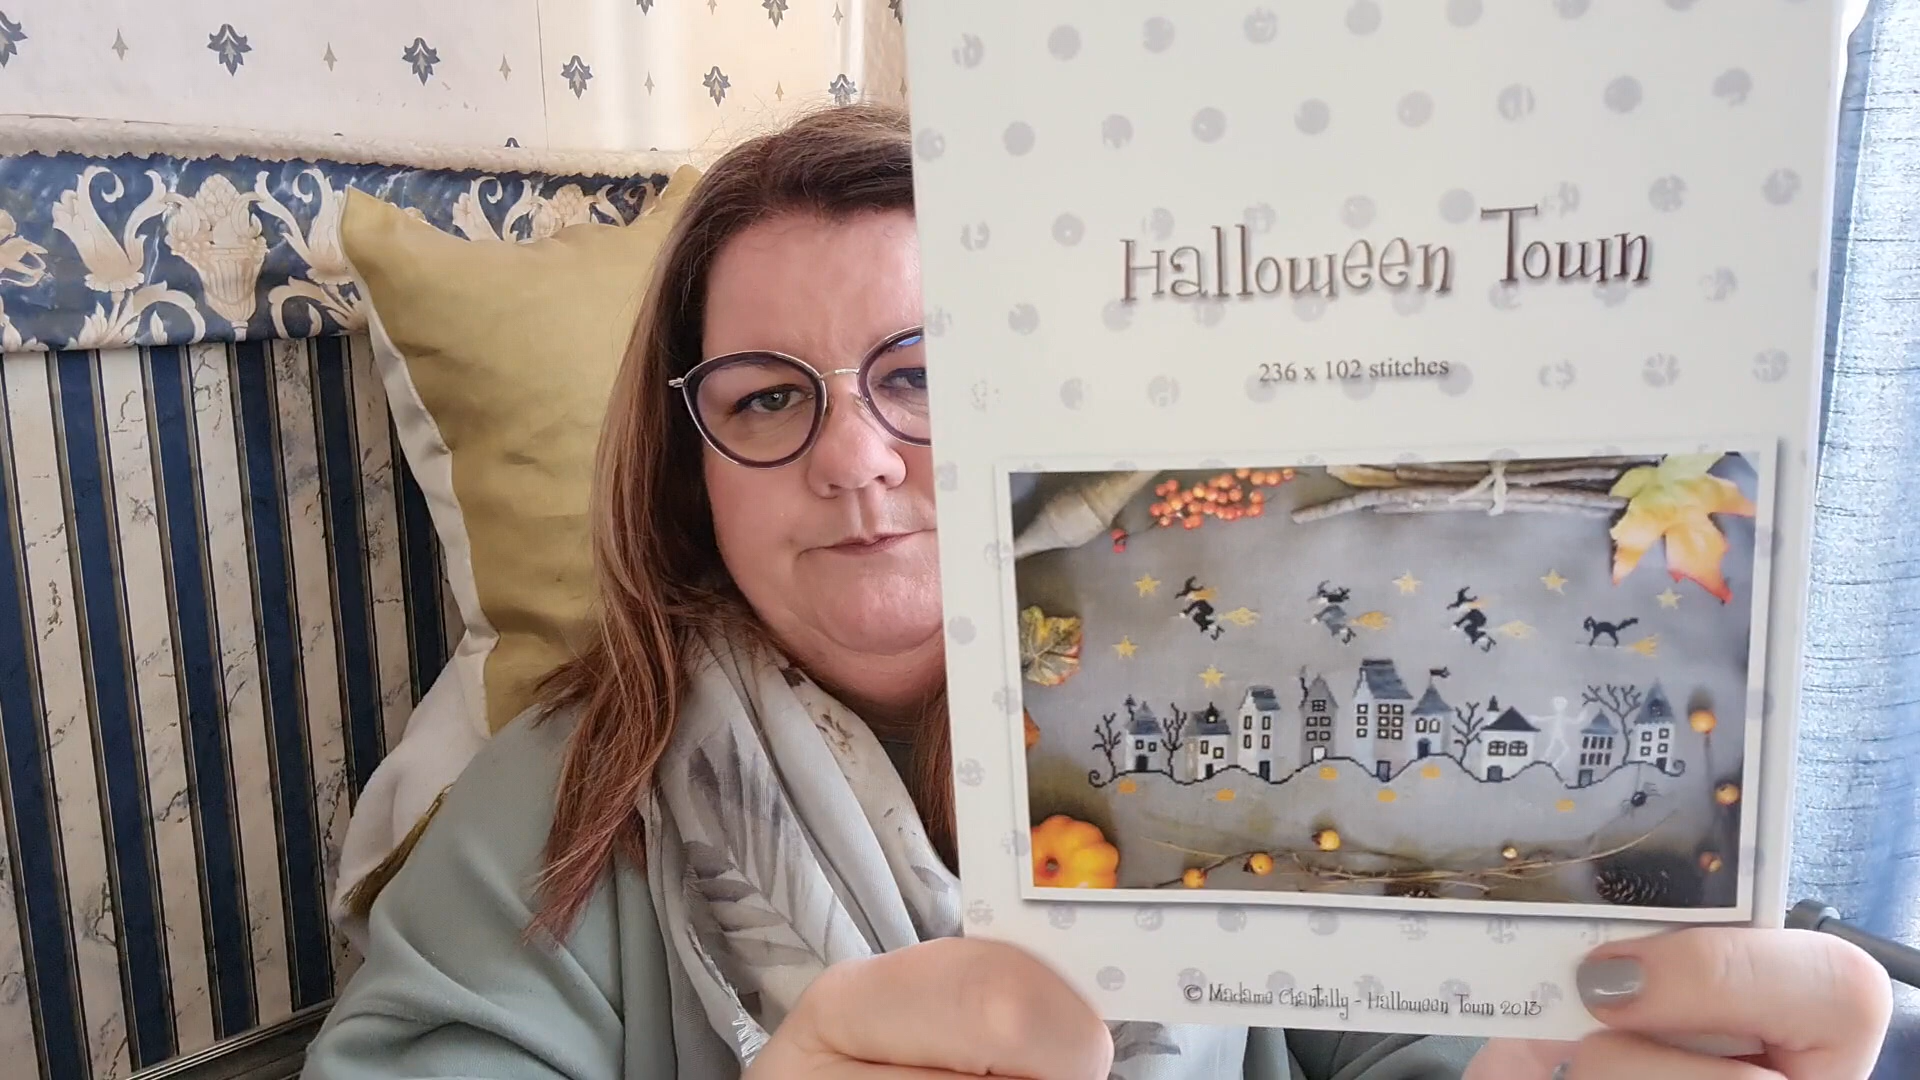 Halloween Town
236 x 102 stitches
© Madame Chantilly - Halloween Town 2013